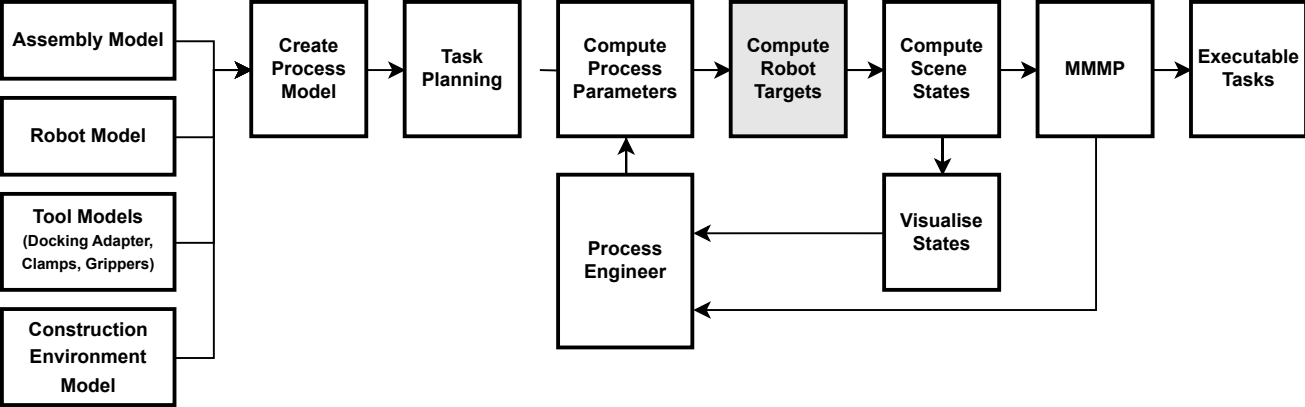 Assembly Model
Robot Model
Tool Models
(Docking Adapter,
Clamps, Grippers)
Construction
Environment
Model
Create
Process
Model
Task
Planning
Compute
Process
Parameters
Compute
Robot
Targets
Compute
Scene
States
MMMP
Executable
Tasks
Process
Engineer
Visualise
States